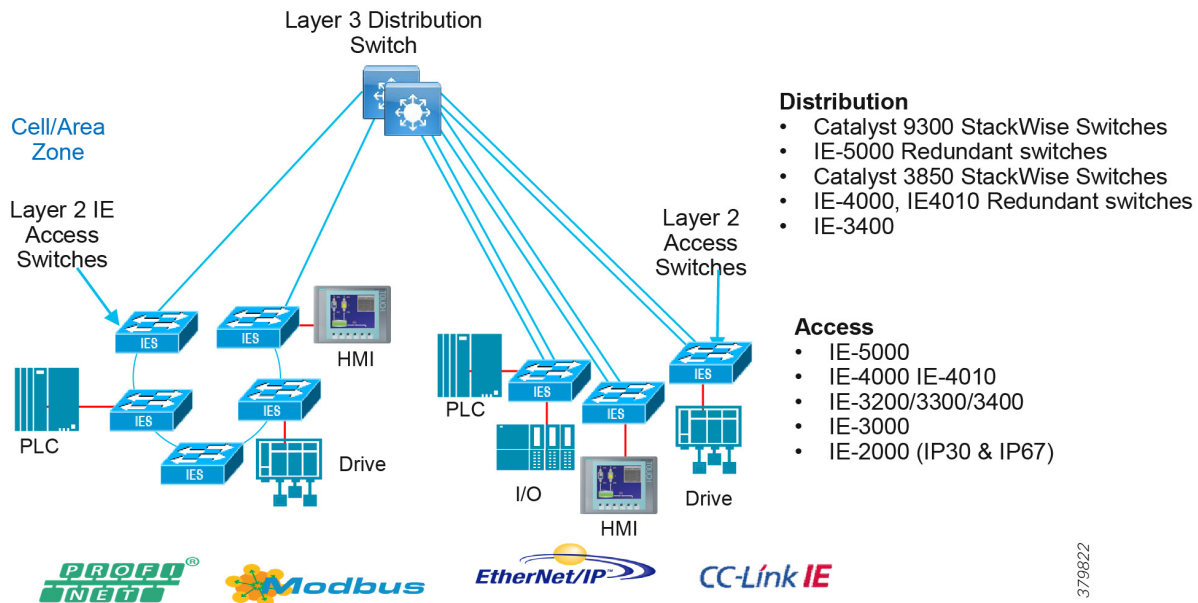 Layer 3 Distribution
Switch
Cell/Area
Zone
Layer 2 IE
Access
Switches
Layer 2
Access
Switches
IES
IES
IES
IES
IES
HMI
PLC
Drive
IES
IES
IES
PLC
I/O
HMI
Drive
TOUCH
TOUCH
Distribution
• Catalyst 9300 StackWise Switches
• IE-5000 Redundant switches
• Catalyst 3850 StackWise Switches
• IE-4000, IE4010 Redundant switches
• IE-3400
Access
• IE-5000
• IE-4000 IE-4010
• IE-3200/3300/3400
• IE-3000
• IE-2000 (IP30 & IP67)
PROFI®
NET
Modbus
EtherNet/IP™
CC-Link IE
379822